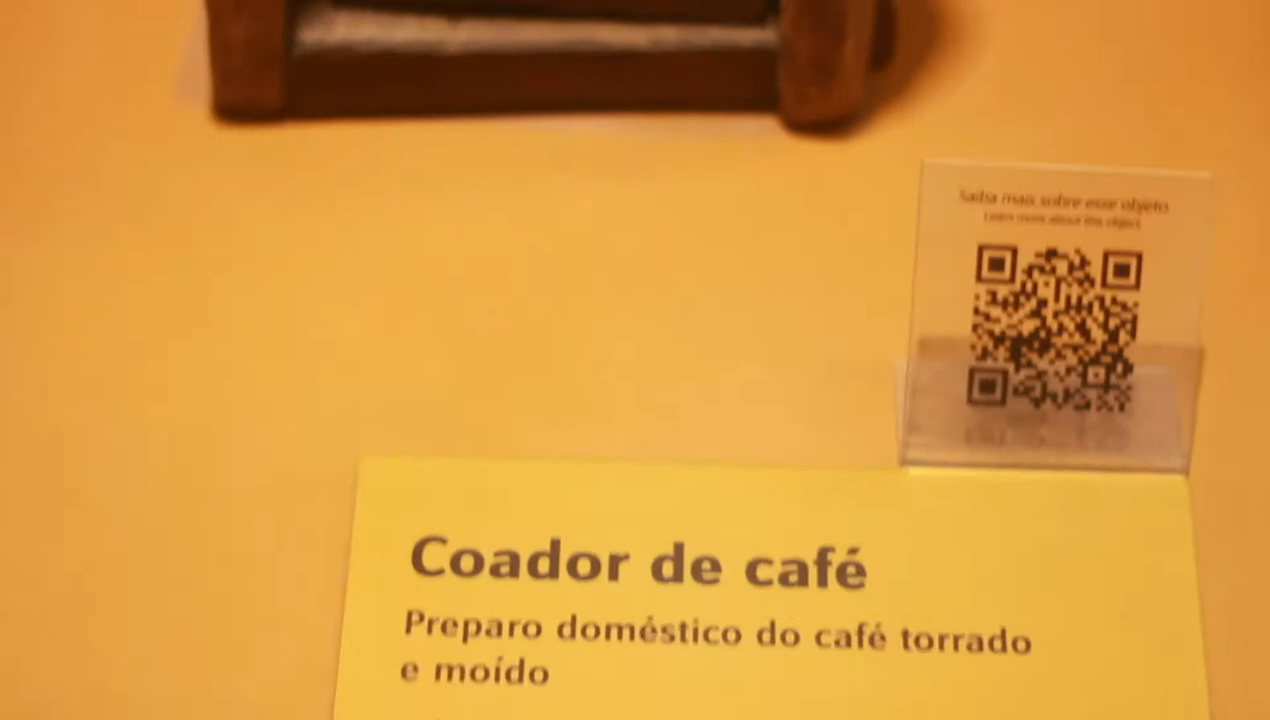 Saiba mais sobre esse objeto.
Learn more about this object.
Coador de café
Preparo doméstico do café torrado
e moído